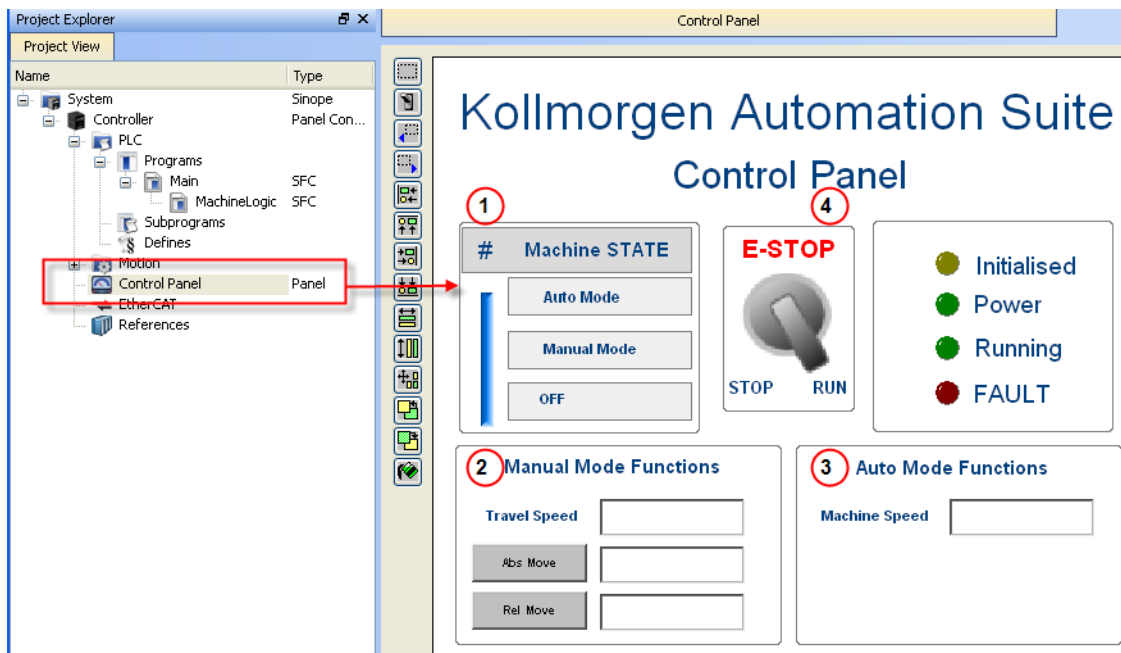 Project Explorer
Project View
Name Type
System Sinope
Controller Panel Con...
PLC
Programs
Main SFC
MachineLogic SFC
Subprograms
Defines
Motion
Control Panel Panel
EtherCAT
References
Control Panel
Kollmorgen Automation Suite
Control Panel
1
# Machine STATE
Auto Mode
Manual Mode
OFF
4
E-STOP
STOP RUN
Initialised
Power
Running
FAULT
2 Manual Mode Functions
Travel Speed
Abs Move
Rel Move
3 Auto Mode Functions
Machine Speed